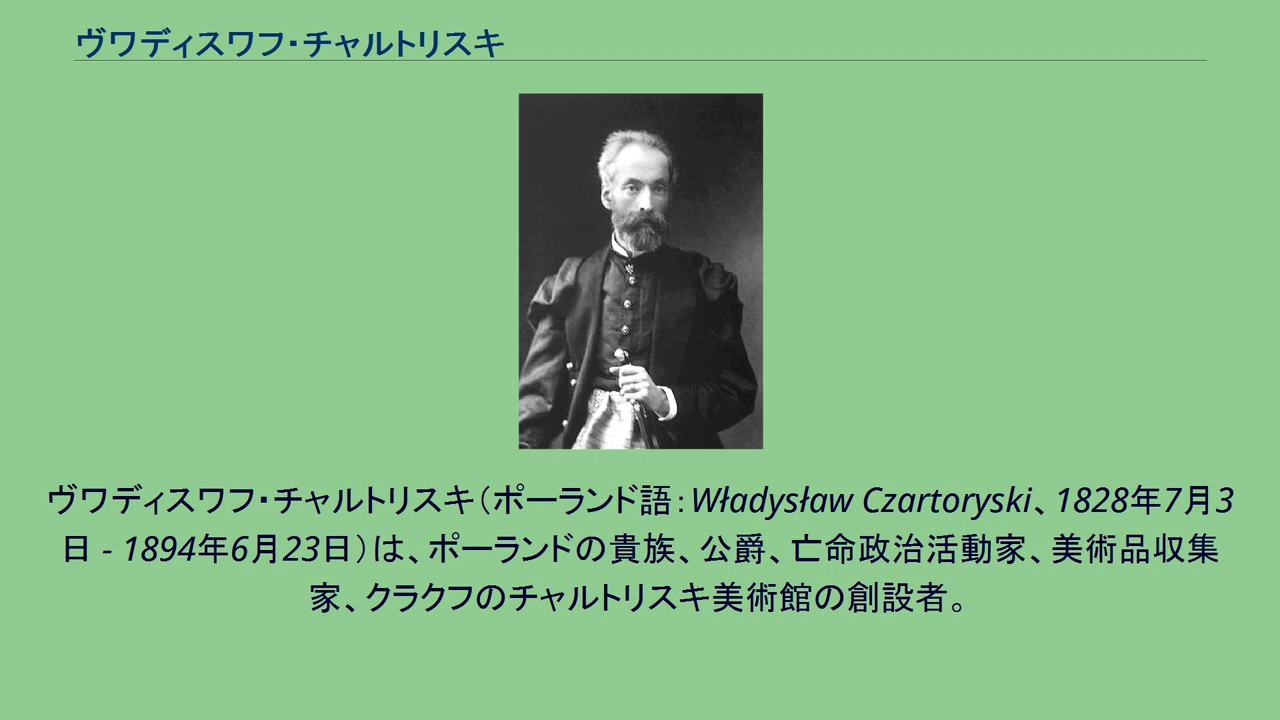 ヴワディスワフ・チャルトリスキ
ヴワディスワフ・チャルトリスキ（ポーランド語：Władysław Czartoryski、1828年7月3
日 - 1894年6月23日）は、ポーランドの貴族、公爵、亡命政治活動家、美術品収集
家、クラクフのチャルトリスキ美術館の創設者。